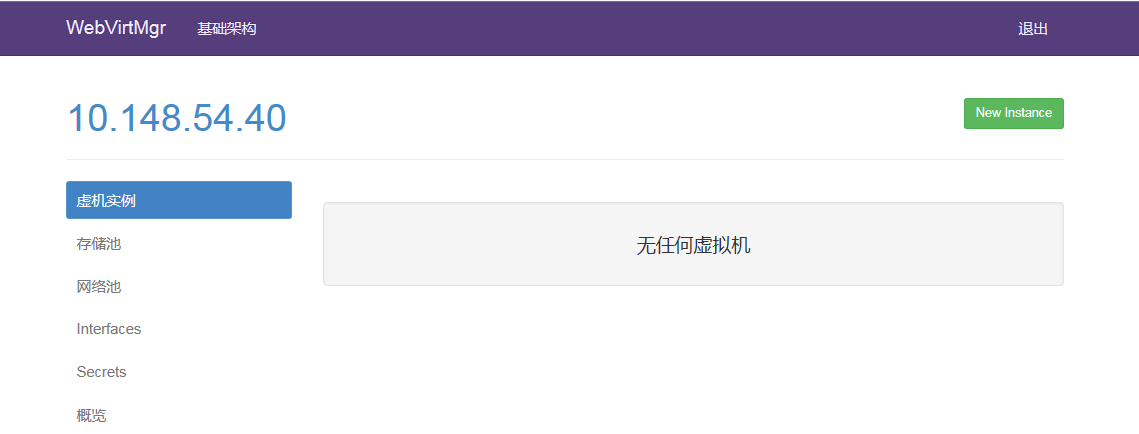 WebVirtMgr 基础架构 退出
10.148.54.40 New Instance
虚机实例
无任何虚拟机
存储池
网络池
Interfaces
Secrets
概览